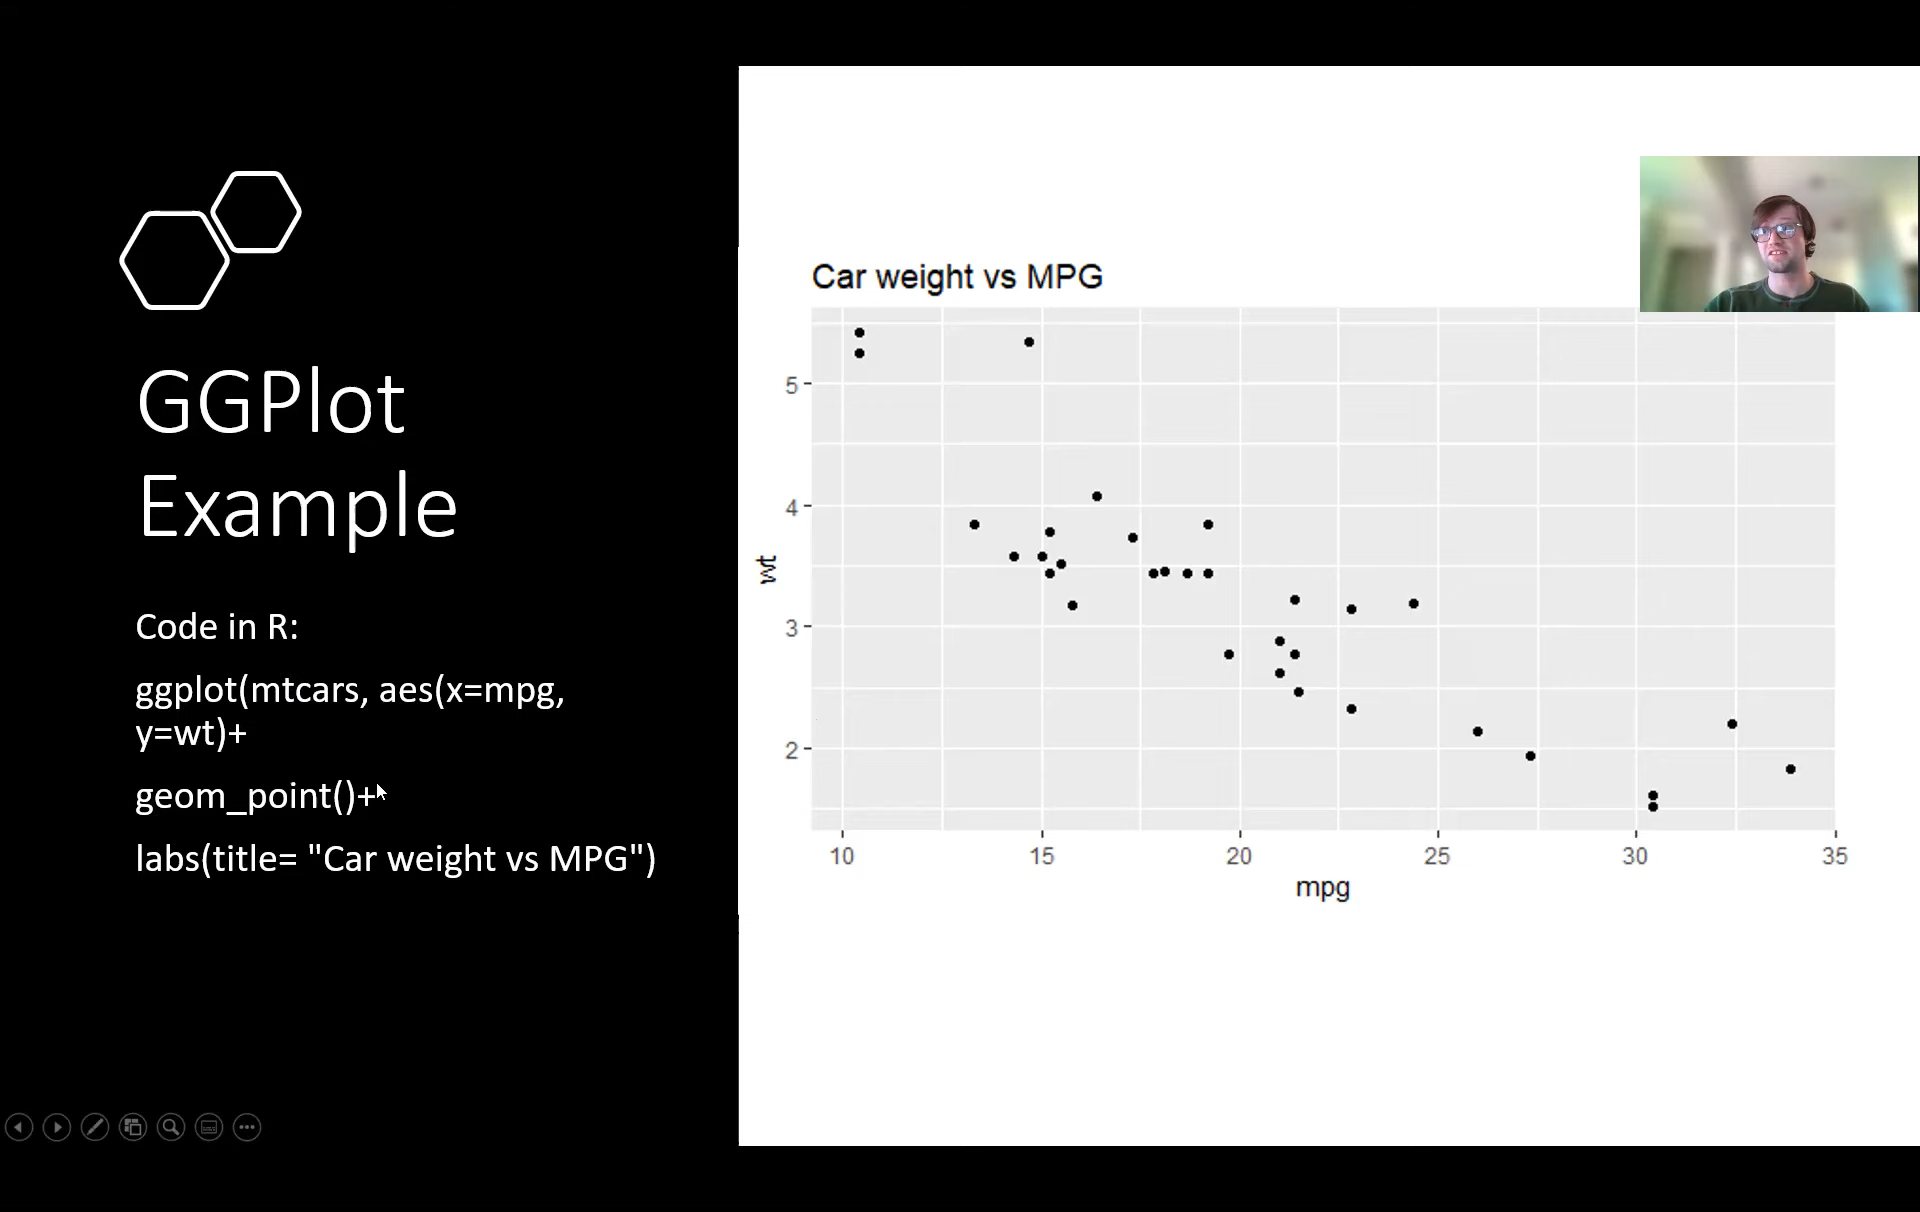 GGPlot
Example
Code in R:
ggplot(mtcars, aes(x=mpg,
y=wt)+
geom_point()+
labs(title= "Car weight vs MPG")
Car weight vs MPG
5
4
3
2
wt
10 15 20 25 30 35
mpg